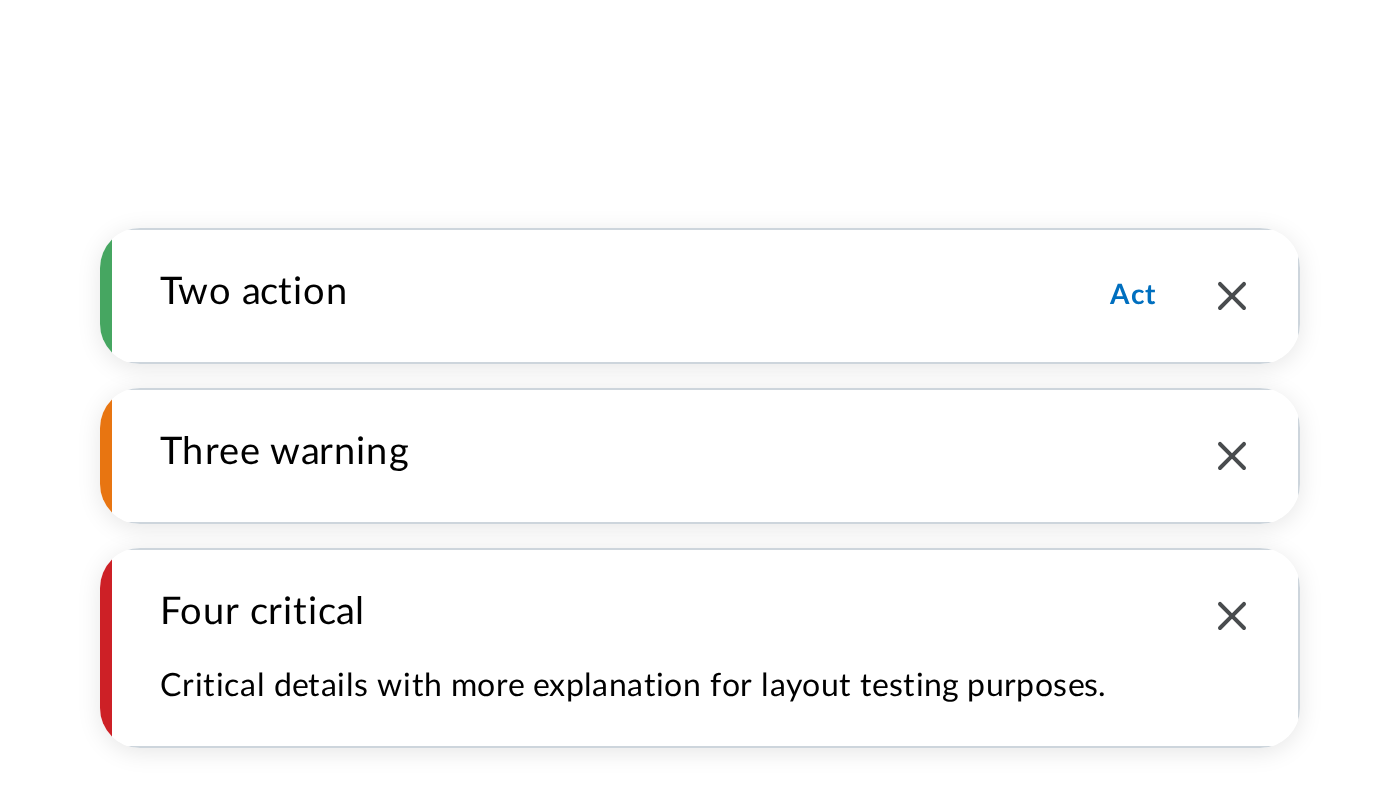 Two action
Act
Three warning
Four critical
Critical details with more explanation for layout testing purposes.